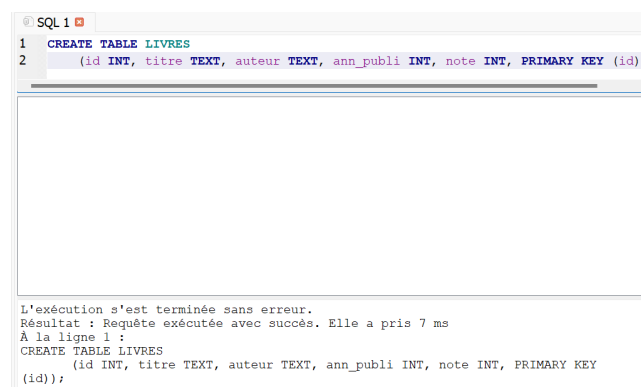 SQL 1
1 CREATE TABLE LIVRES
2 (id INT, titre TEXT, auteur TEXT, ann_publi INT, note INT, PRIMARY KEY (id)
L'exécution s'est terminée sans erreur.
Résultat : Requête exécutée avec succès. Elle a pris 7 ms
À la ligne 1 :
CREATE TABLE LIVRES
(id INT, titre TEXT, auteur TEXT, ann_publi INT, note INT, PRIMARY KEY
(id));